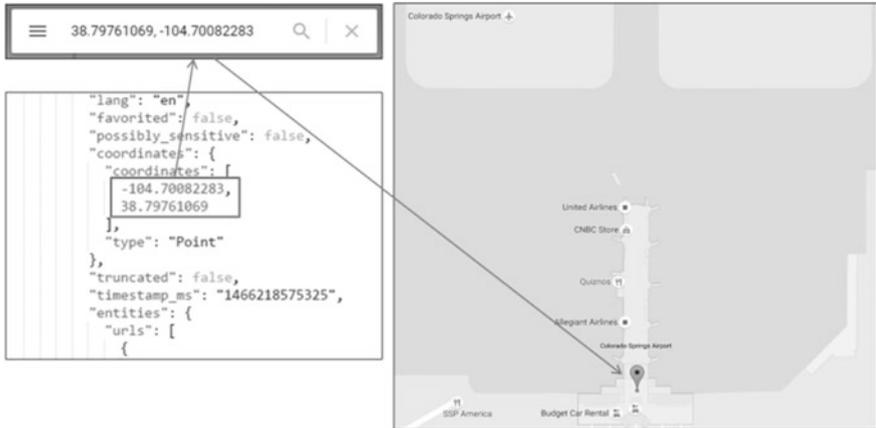 38.79761069, -104.70082283
"lang": "en",
"favorited": false,
"possibly_sensitive": false,
"coordinates": {
"coordinates": [
-104.70082283,
38.79761069
],
"type": "Point"
},
"truncated": false,
"timestamp_ms": "1466218575325",
"entities": {
"urls": [
{
Colorado Springs Airport
United Airlines
CNBC Store
Quiznos
Allegiant Airlines
Colorado Springs Airport
SSP America
Budget Car Rental